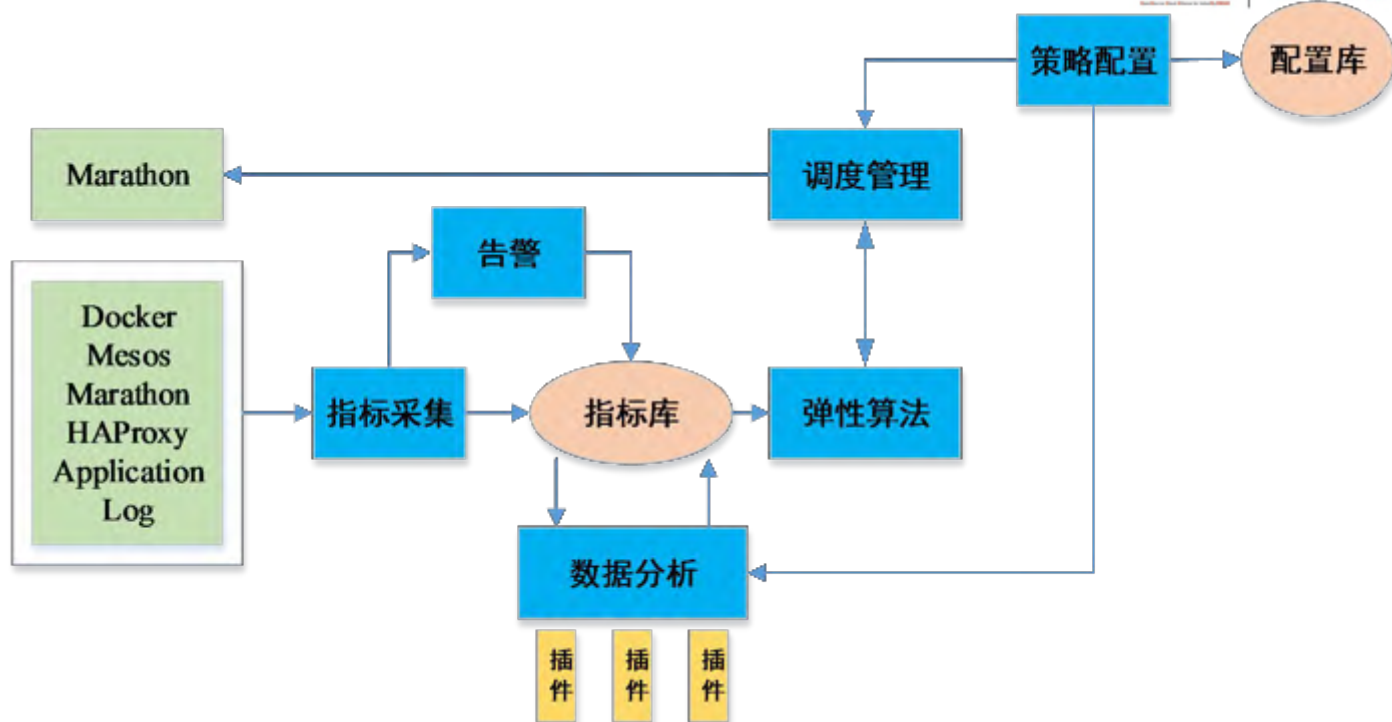 策略配置
配置库
Marathon
调度管理
告警
Docker
Mesos
Marathon
HAProxy
Application
Log
指标采集
指标库
弹性算法
数据分析
插
件
插
件
插
件